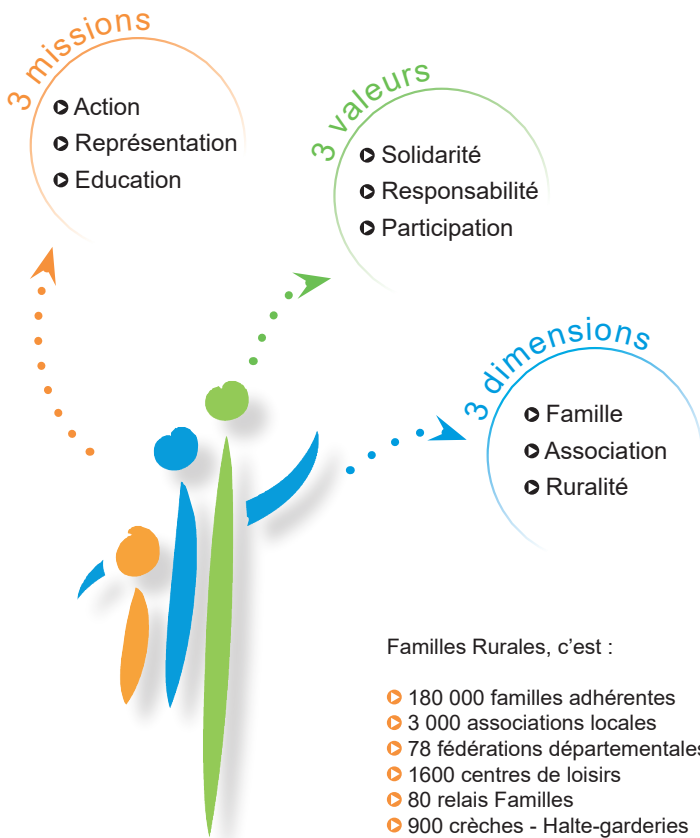 3 missions
Action
Représentation
Education
3 valeurs
Solidarité
Responsabilité
Participation
3 dimensions
Famille
Association
Ruralité
Familles Rurales, c’est :
180 000 familles adhérentes
3 000 associations locales
78 fédérations départementales
1600 centres de loisirs
80 relais Familles
900 crèches - Halte-garderies